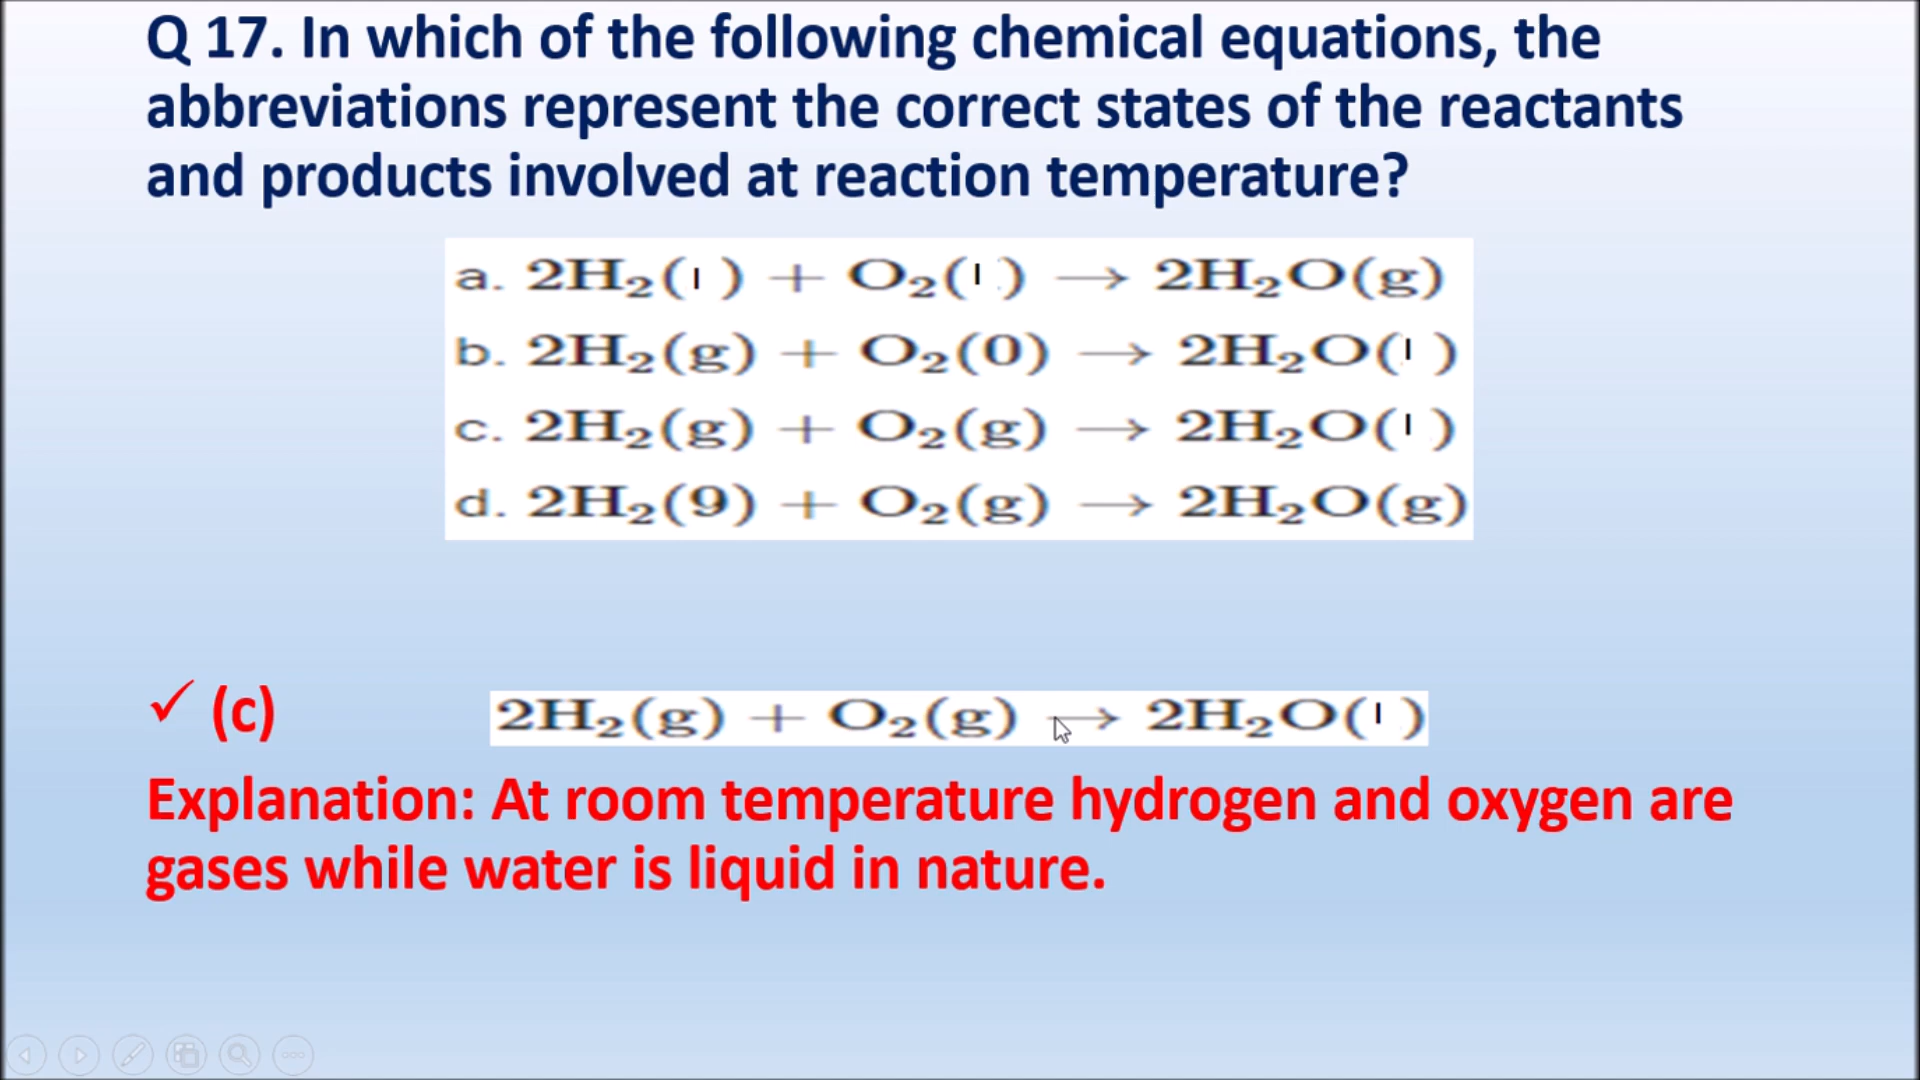 Q 17. In which of the following chemical equations, the
abbreviations represent the correct states of the reactants
and products involved at reaction temperature?
a. 2H₂(l) + O₂(l) → 2H₂O(g)
b. 2H₂(g) + O₂(0) → 2H₂O(l)
c. 2H₂(g) + O₂(g) → 2H₂O(l)
d. 2H₂(9) + O₂(g) → 2H₂O(g)
✓ (c) 2H₂(g) + O₂(g) → 2H₂O(l)
Explanation: At room temperature hydrogen and oxygen are
gases while water is liquid in nature.